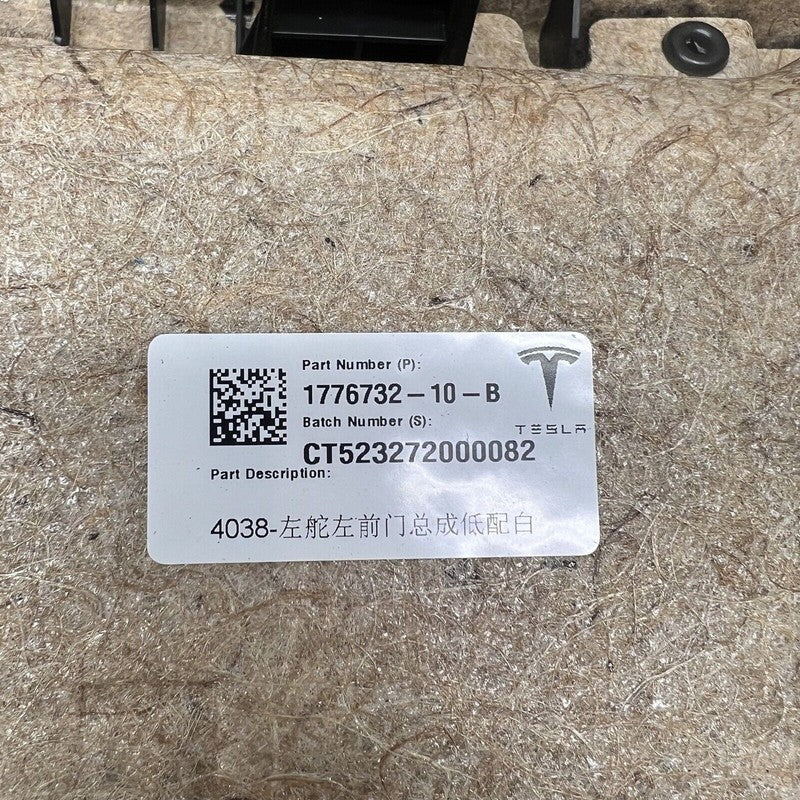 Part Number (P):
1776732-10-B
Batch Number (S):
TESLA
CT523272000082
Part Description:
4038-左舵左前门总成低配白